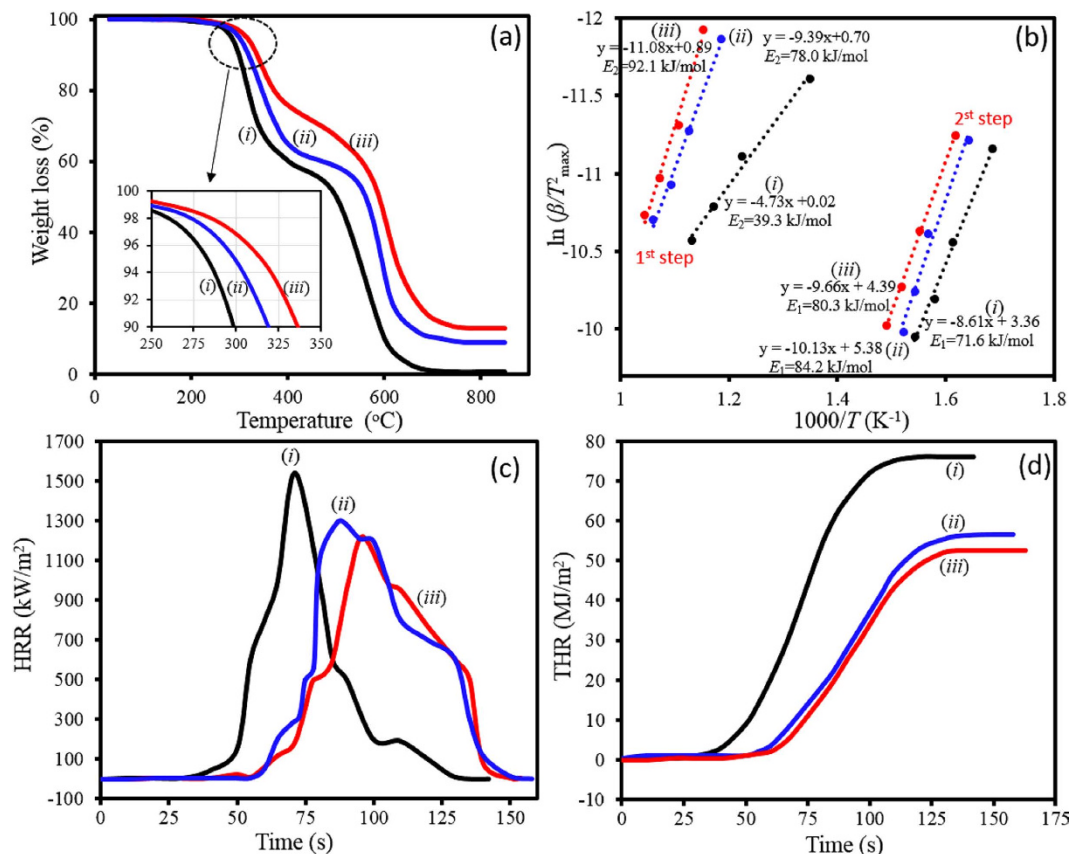 (a)
100
80
60
40
20
0
Weight loss (%)
(i)
(ii)
(iii)
100
98
96
94
92
90
(i)
(ii)
(iii)
250
275
300
325
350
0
200
400
600
800
Temperature (°C)
(b)
-12
-11.5
-11
-10.5
-10
ln (β/T²max)
(iii)
y = -11.08x+0.89
E2=92.1 kJ/mol
(ii)
y = -9.39x+0.70
E2=78.0 kJ/mol
(i)
y = -4.73x +0.02
E2=39.3 kJ/mol
1st step
2st step
(iii)
y = -9.66x + 4.39
E1=80.3 kJ/mol
(i)
y = -8.61x + 3.36
E1=71.6 kJ/mol
y = -10.13x + 5.38 (ii)
E1=84.2 kJ/mol
1
1.2
1.4
1.6
1.8
1000/T (K-1)
(c)
1700
1500
1300
1100
900
700
500
300
100
-100
HRR (kW/m2)
(i)
(ii)
(iii)
0
25
50
75
100
125
150
Time (s)
(d)
80
70
60
50
40
30
20
10
0
-10
THR (MJ/m2)
(i)
(ii)
(iii)
0
25
50
75
100
125
150
175
Time (s)